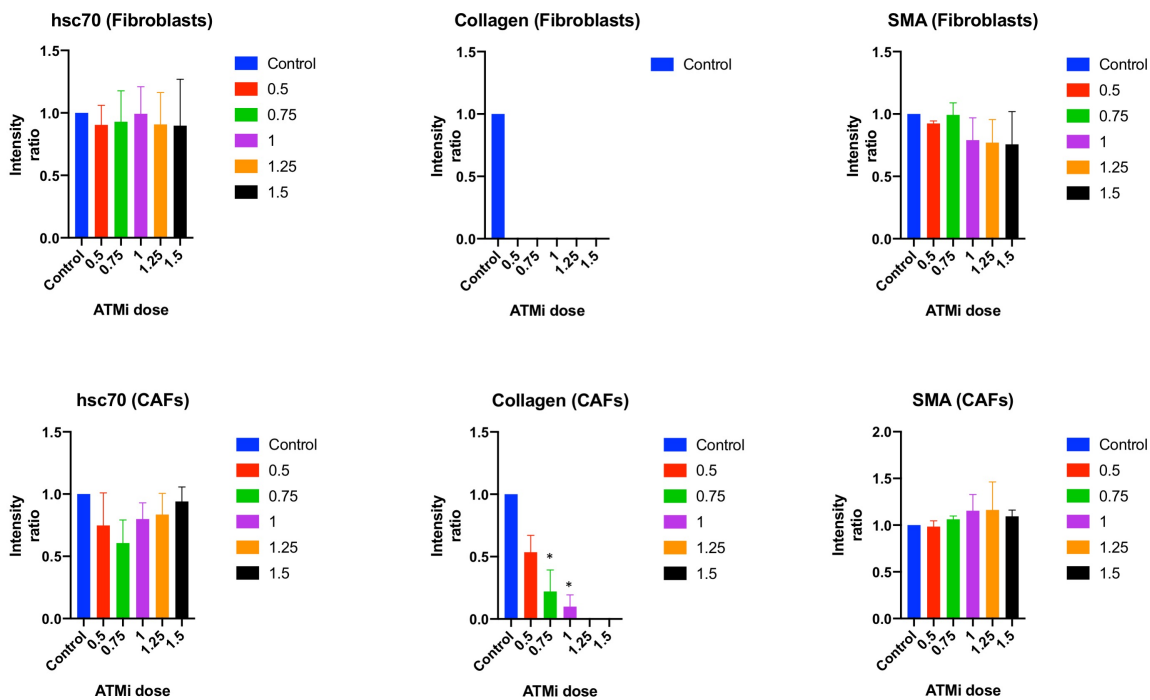 hsc70 (Fibroblasts)
1.5
1.0
0.5
0.0
Intensity
ratio
Control
0.5
0.75
1
1.25
1.5
ATMi dose
Control
0.5
0.75
1
1.25
1.5
Collagen (Fibroblasts)
1.5
1.0
0.5
0.0
Intensity
ratio
Control
0.5
0.75
1
1.25
1.5
ATMi dose
Control
SMA (Fibroblasts)
1.5
1.0
0.5
0.0
Intensity
ratio
Control
0.5
0.75
1
1.25
1.5
ATMi dose
Control
0.5
0.75
1
1.25
1.5
hsc70 (CAFs)
1.5
1.0
0.5
0.0
Intensity
ratio
Control
0.5
0.75
1
1.25
1.5
ATMi dose
Control
0.5
0.75
1
1.25
1.5
Collagen (CAFs)
1.5
1.0
0.5
0.0
Intensity
ratio
*
*
Control
0.5
0.75
1
1.25
1.5
ATMi dose
Control
0.5
0.75
1
1.25
1.5
SMA (CAFs)
2.0
1.5
1.0
0.5
0.0
Intensity
ratio
Control
0.5
0.75
1
1.25
1.5
ATMi dose
Control
0.5
0.75
1
1.25
1.5